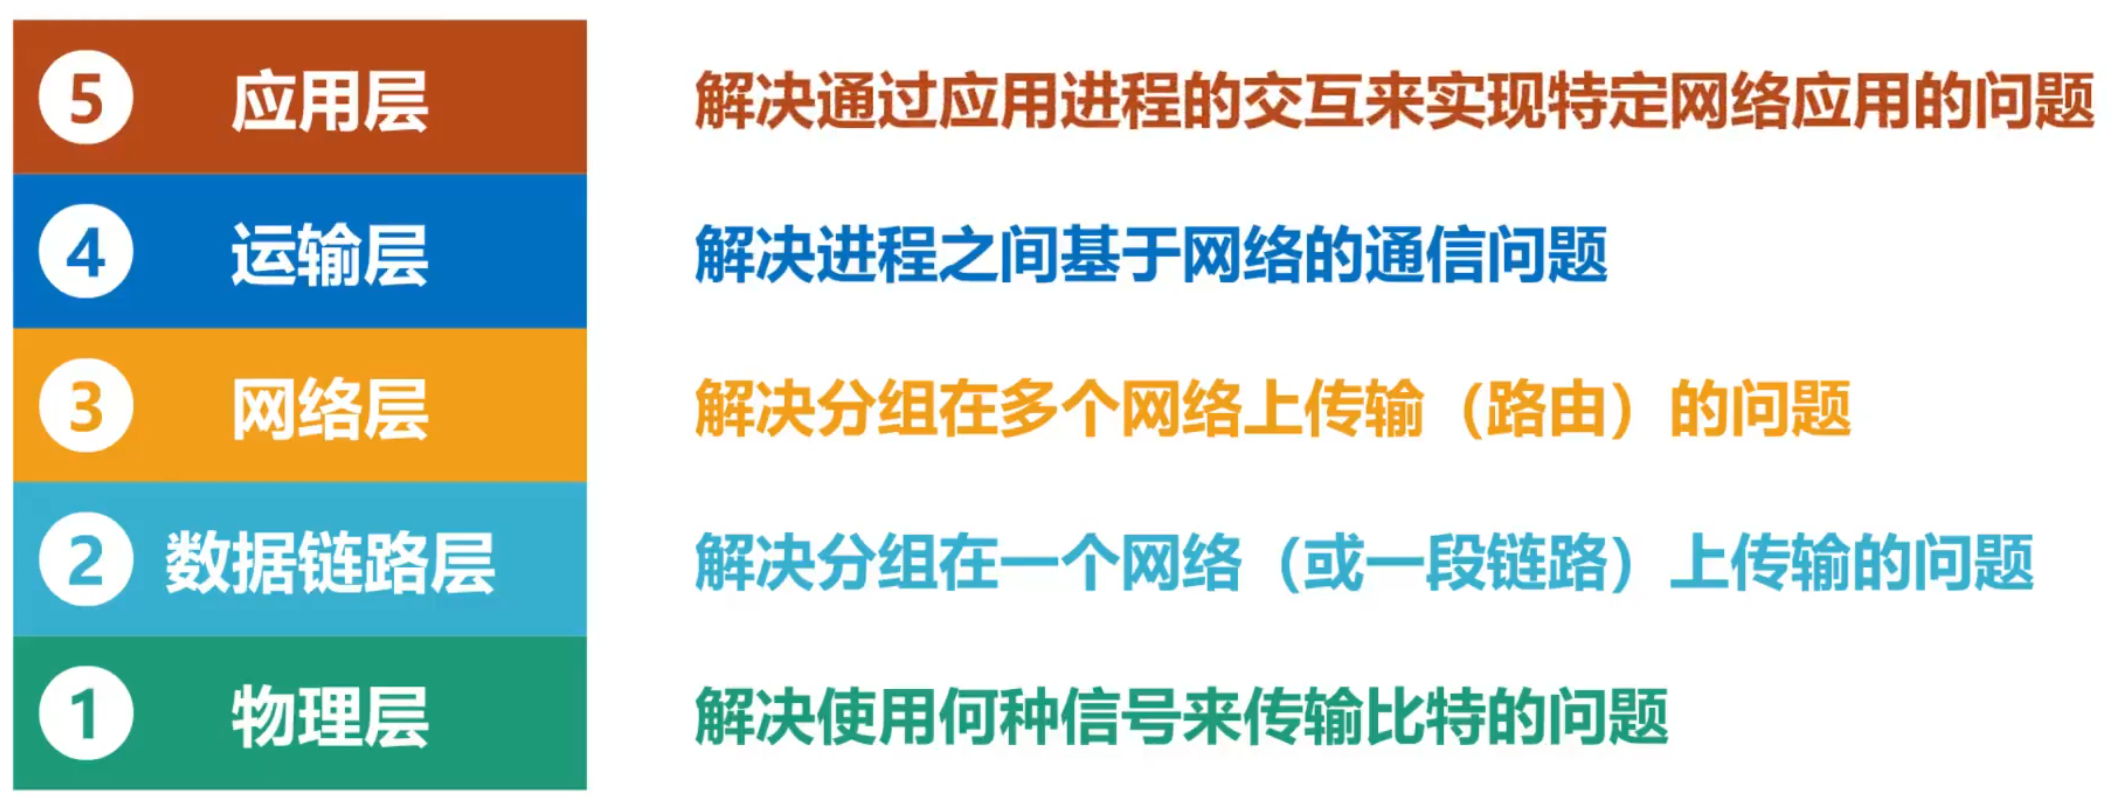 5 应用层 解决通过应用进程的交互来实现特定网络应用的问题
4 运输层 解决进程之间基于网络的通信问题
3 网络层 解决分组在多个网络上传输（路由）的问题
2 数据链路层 解决分组在一个网络（或一段链路）上传输的问题
1 物理层 解决使用何种信号来传输比特的问题